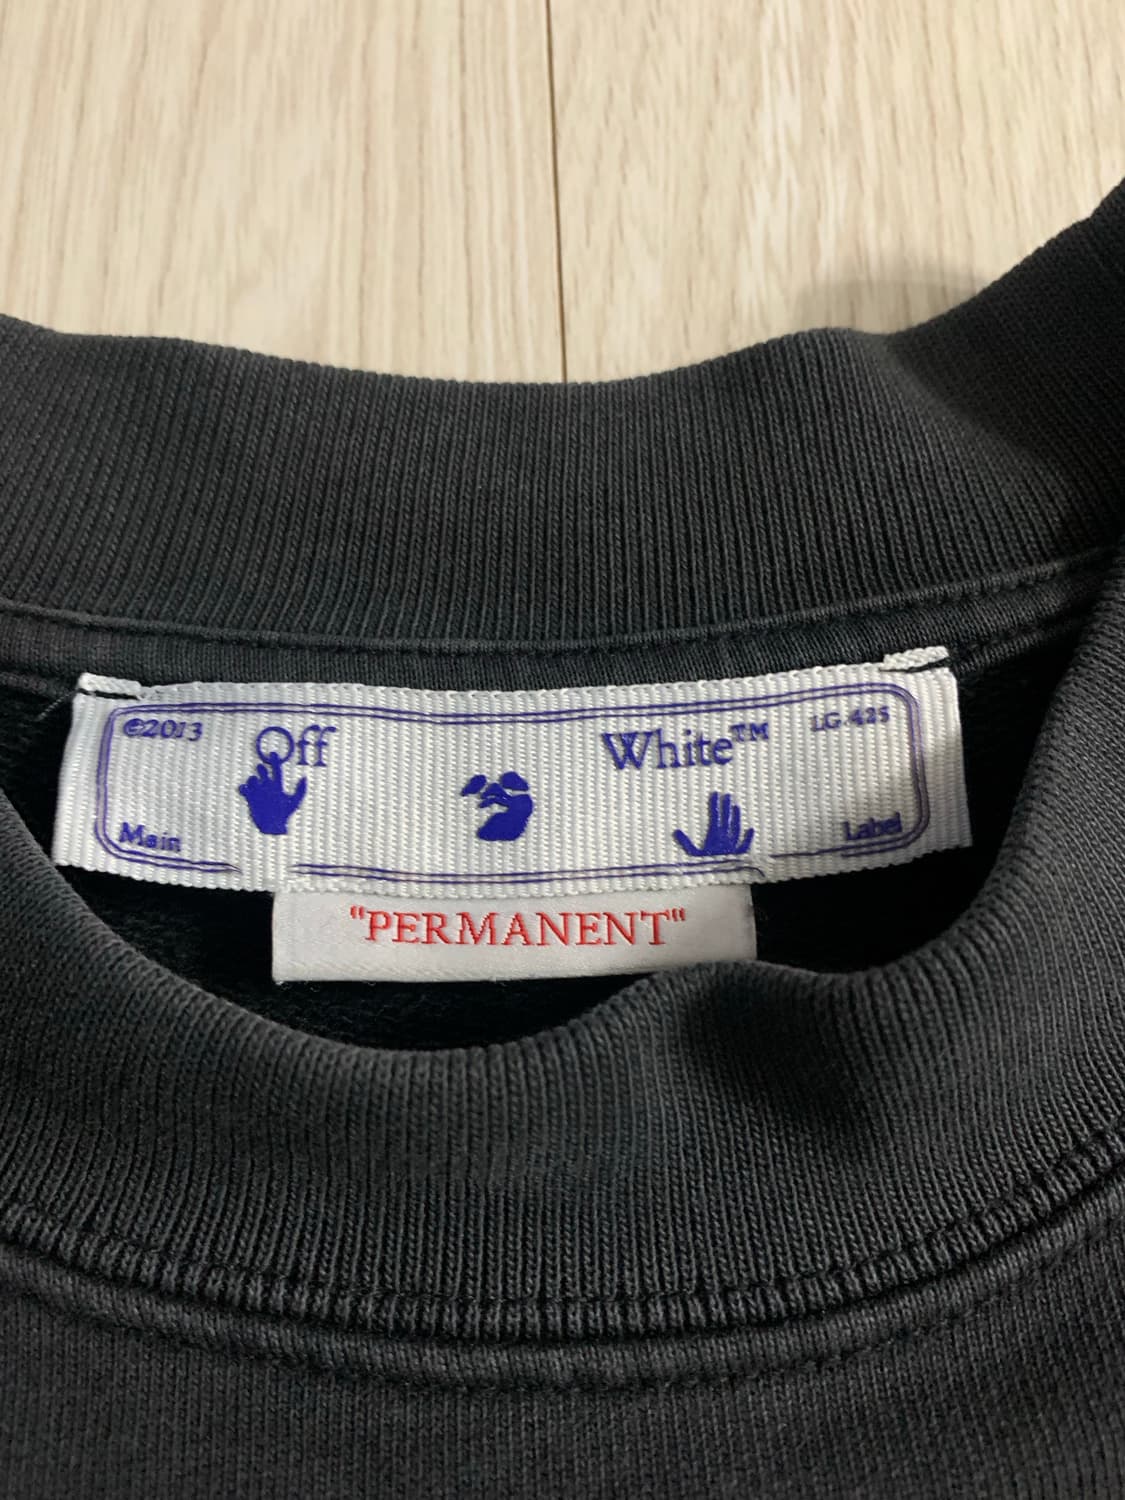 ©2013 Off White™ LG.425
Main Label
"PERMANENT"